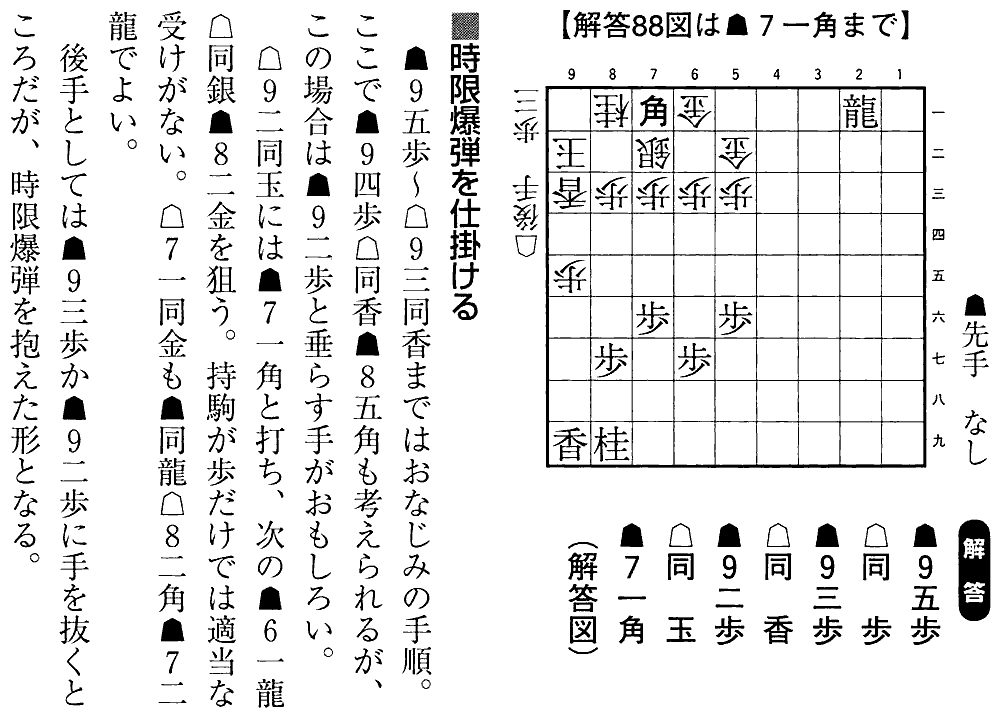 【解答88図は☗7一角まで】
9 8 7 6 5 4 3 2 1
桂 角 金 龍 一
王 銀 金 二
香 歩 歩 歩 歩 三
四
歩 五
歩 歩 六
歩 歩 七
八
香 桂 九
☗先手 なし
☖後手 歩三
解答
☗9五歩
☖同 歩
☗9三歩
☖同 香
☗9二歩
☖同 玉
☗7一角
(解答図)
■時限爆弾を仕掛ける
☗9五歩〜☖9三同香まではおなじみの手順。
ここで☗9四歩☖同香☗8五角も考えられるが、
この場合は☗9二歩と垂らす手がおもしろい。
☖9二同玉には☗7一角と打ち、次の☗6一龍
☖同銀☗8二金を狙う。持駒が歩だけでは適当な
受けがない。☖7一同金も☗同龍☖8二角☗7二
龍でよい。
後手としては☗9三歩か☗9二歩に手を抜くと
ころだが、時限爆弾を抱えた形となる。